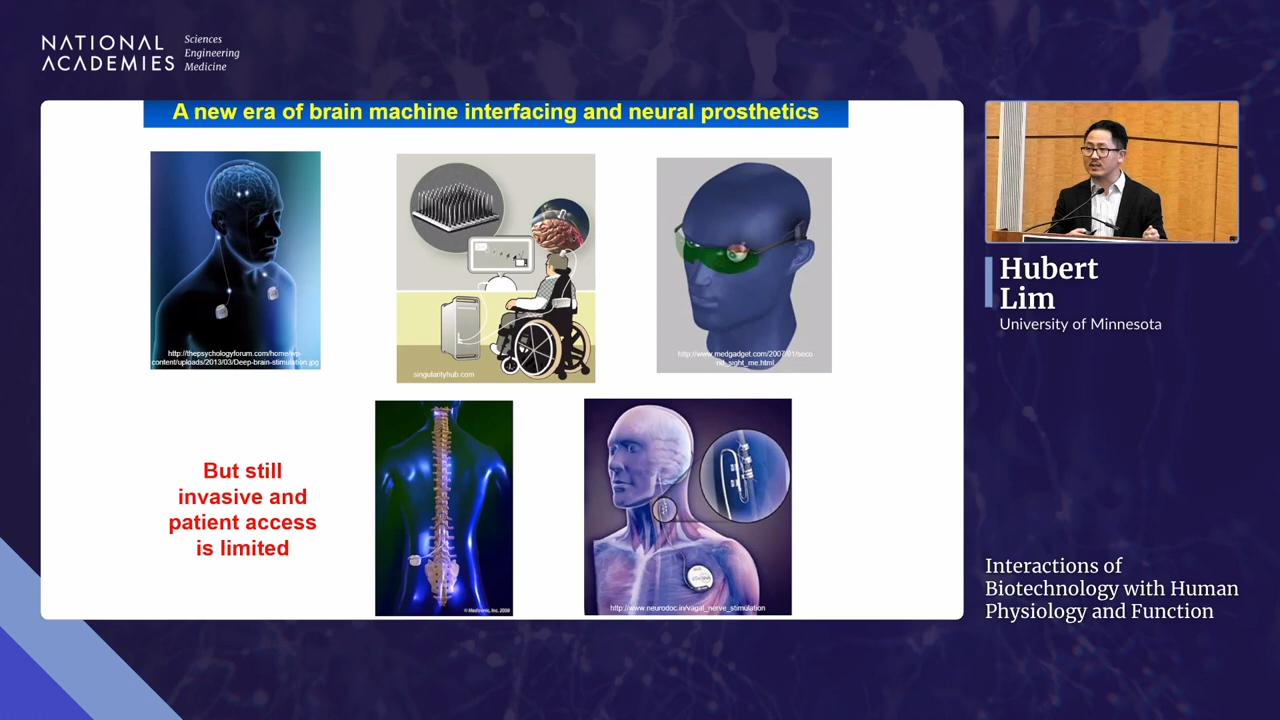 NATIONAL
ACADEMIES
Sciences
Engineering
Medicine
A new era of brain machine interfacing and neural prosthetics
http://thepsychologyforum.com/home/wp-
content/uploads/2013/03/Deep-brain-stimulation.jpg
singularityhub.com
http://www.medgadget.com/2007/01/seco
nd_sight_me.html
But still
invasive and
patient access
is limited
© Medtronic, Inc. 2008
http://www.neurodoc.in/vagal_nerve_stimulation
Hubert
Lim
University of Minnesota
Interactions of
Biotechnology with Human
Physiology and Function